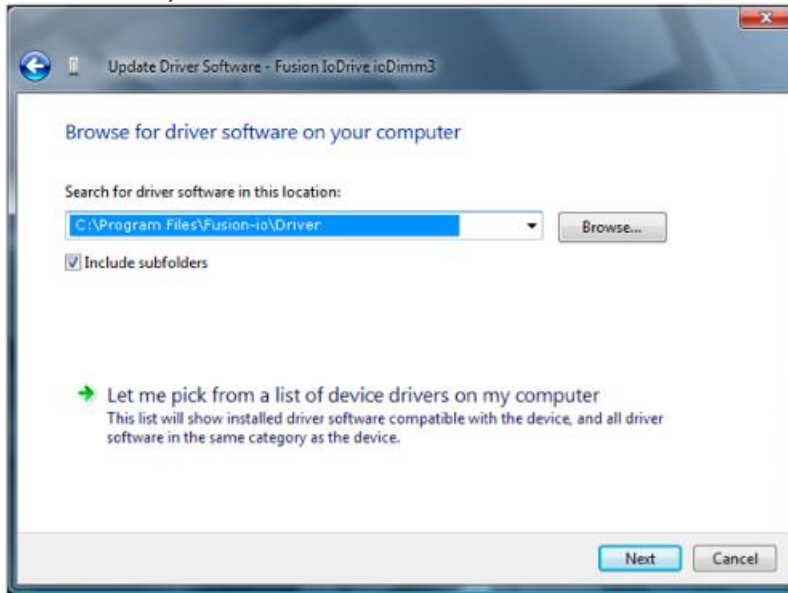 Update Driver Software - Fusion IoDrive ioDimm3
Browse for driver software on your computer
Search for driver software in this location:
C:\Program Files\Fusion-io\Driver
Browse...
Include subfolders
Let me pick from a list of device drivers on my computer
This list will show installed driver software compatible with the device, and all driver
software in the same category as the device.
Next
Cancel